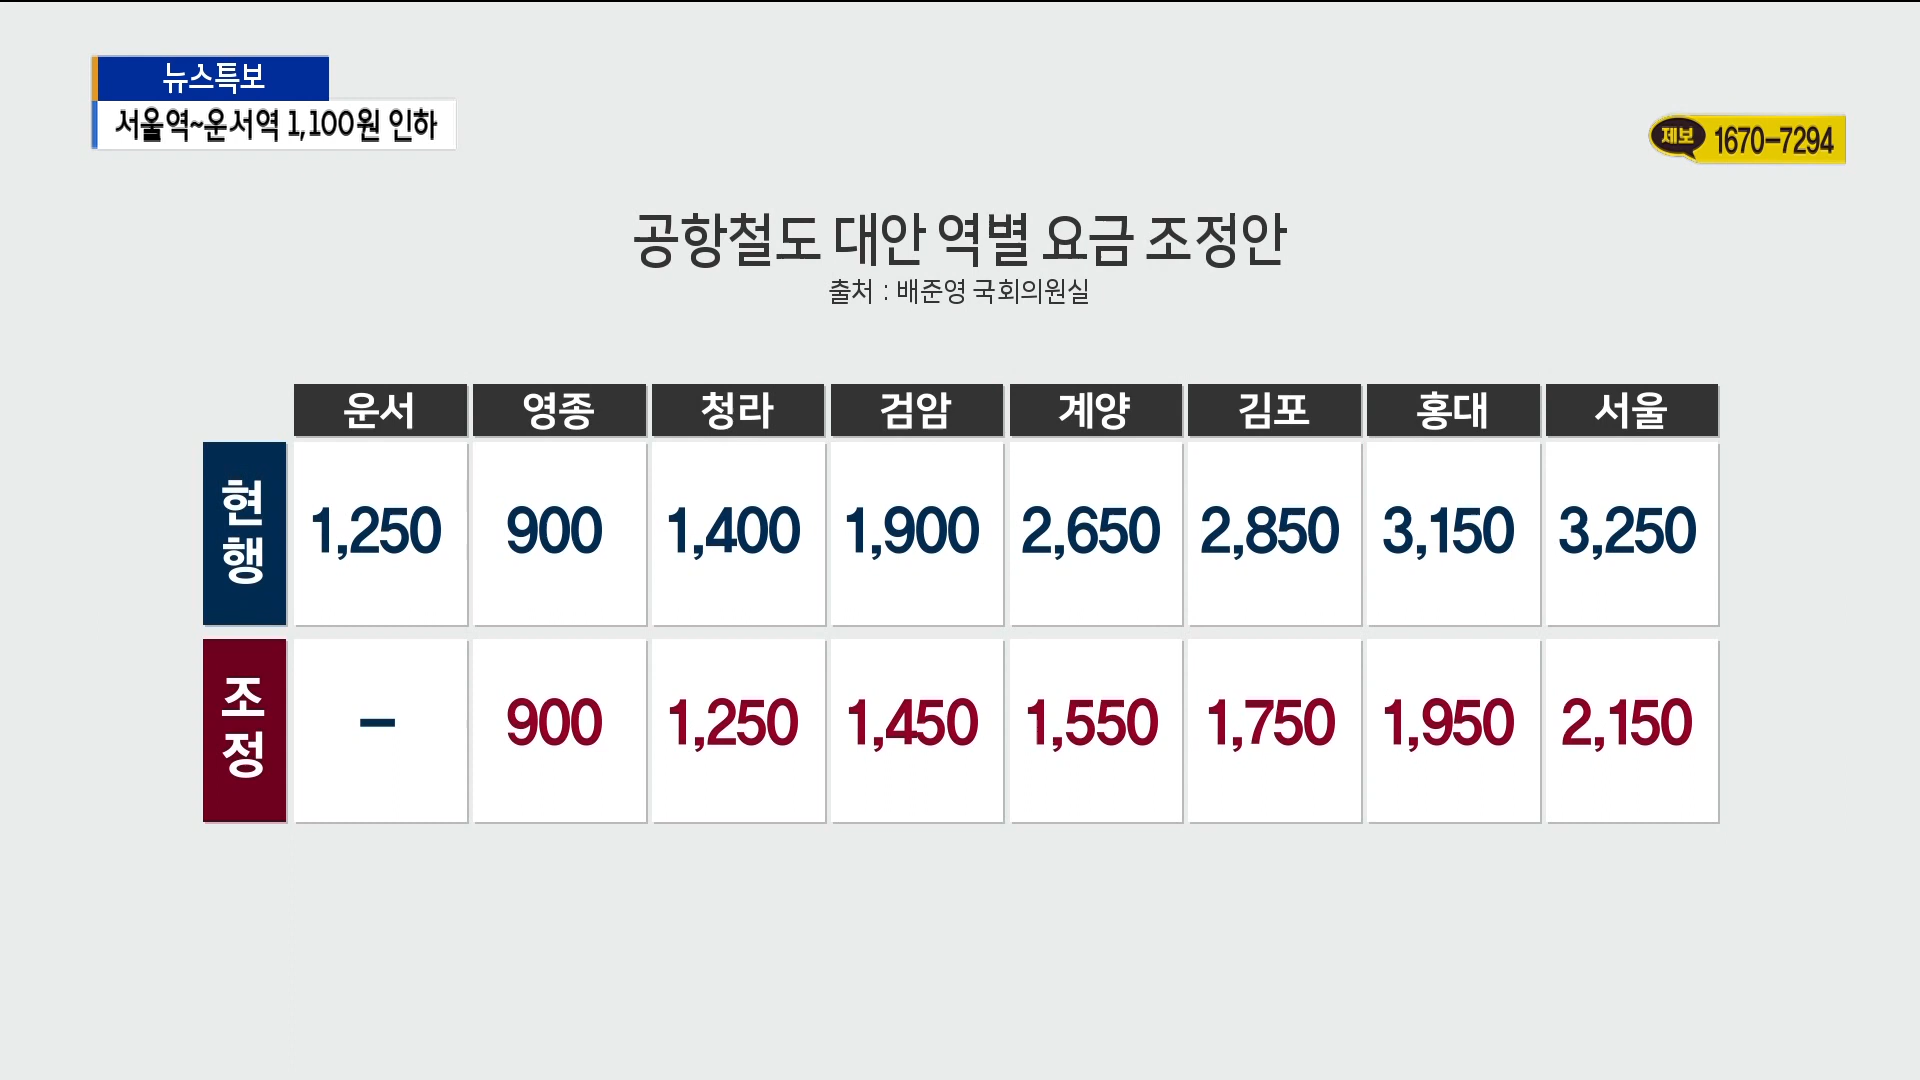 뉴스특보
서울역~운서역 1,100원 인하
제보 1670-7294
공항철도 대안 역별 요금 조정안
출처 : 배준영 국회의원실
운서 영종 청라 검암 계양 김포 홍대 서울
현행 1,250 900 1,400 1,900 2,650 2,850 3,150 3,250
조정 - 900 1,250 1,450 1,550 1,750 1,950 2,150